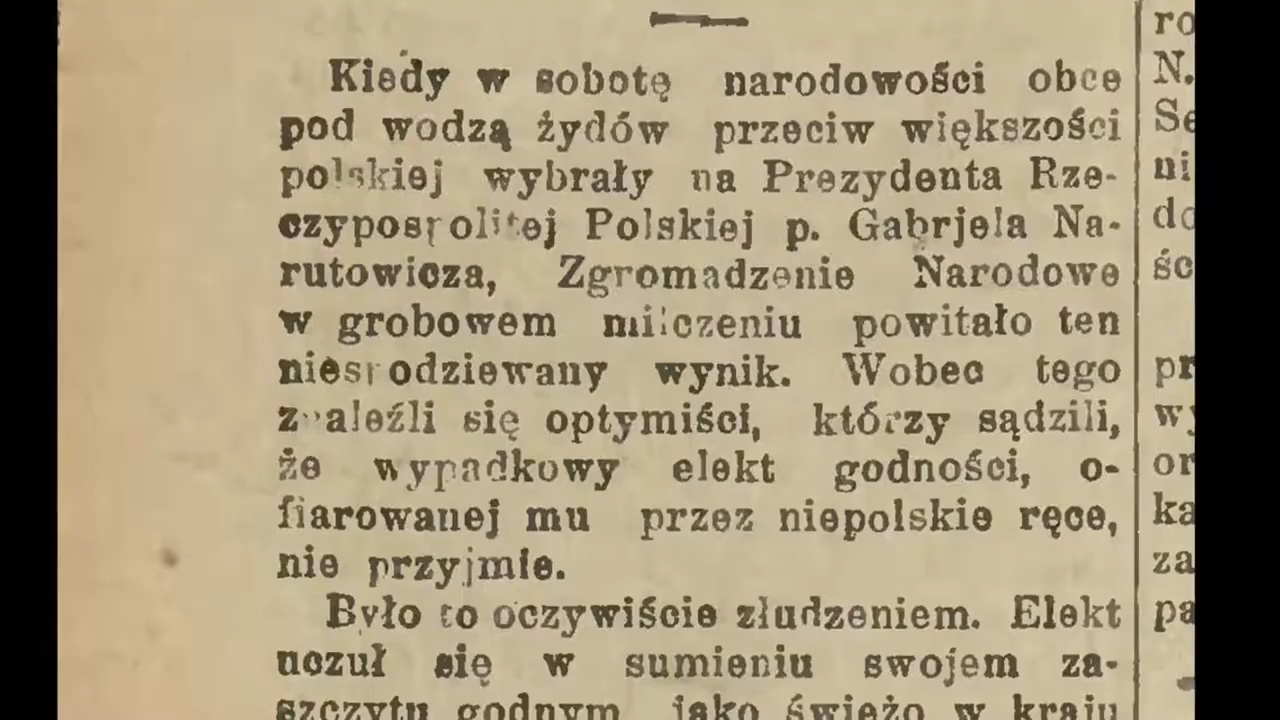 Kiedy w sobotę narodowości obce
pod wodzą żydów przeciw większości
polskiej wybrały na Prezydenta Rze-
czypospolitej Polskiej p. Gabrjela Na-
rutowicza, Zgromadzenie Narodowe
w grobowem milczeniu powitało ten
niespodziewany wynik. Wobec tego
znaleźli się optymiści, którzy sądzili,
że wypadkowy elekt godności, o-
fiarowanej mu przez niepolskie ręce,
nie przyjmie.
Było to oczywiście złudzeniem. Elekt
uczuł się w sumieniu swojem za-
szczytu godnym, jako świeżo w kraju